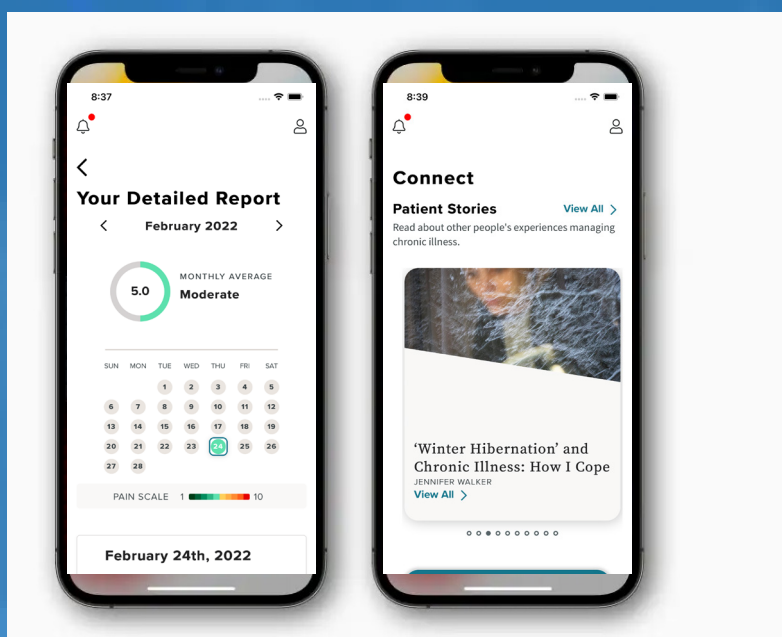 8:37
Your Detailed Report
February 2022
5.0
MONTHLY AVERAGE
Moderate
SUN MON TUE WED THU FRI SAT
1 2 3 4 5
6 7 8 9 10 11 12
13 14 15 16 17 18 19
20 21 22 23 24 25 26
27 28
PAIN SCALE 1 10
February 24th, 2022
8:39
Connect
Patient Stories View All
Read about other people's experiences managing
chronic illness.
‘Winter Hibernation’ and
Chronic Illness: How I Cope
JENNIFER WALKER
View All